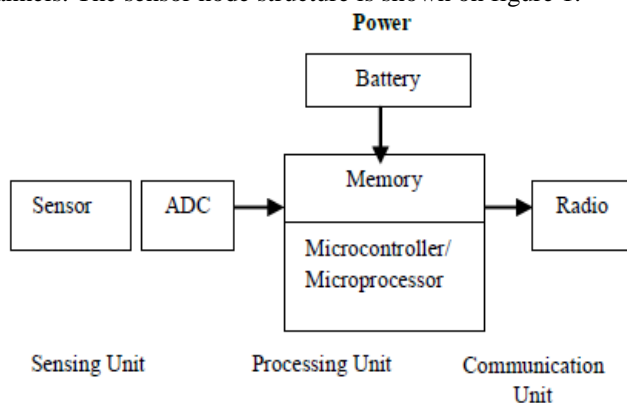 The sensor node structure is shown on figure 1.
Power
Battery
Memory
Sensor
ADC
Radio
Microcontroller/
Microprocessor
Sensing Unit
Processing Unit
Communication
Unit